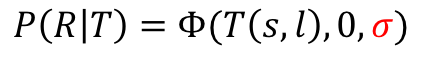 P(R|T) = Φ(T(s, l), 0, σ)